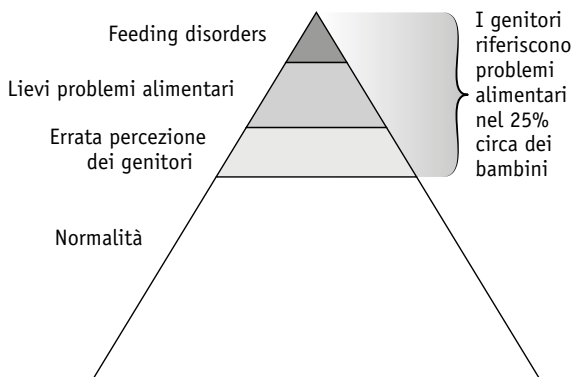 Feeding disorders
Lievi problemi alimentari
Errata percezione
dei genitori
Normalità
I genitori
riferiscono
problemi
alimentari
nel 25%
circa dei
bambini